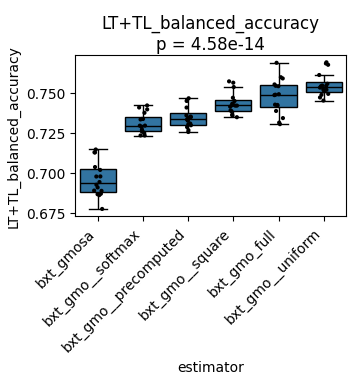 LT+TL_balanced_accuracy
p = 4.58e-14
LT+TL_balanced_accuracy
0.750
0.725
0.700
0.675
bxt_gmosa
bxt_gmo__softmax
bxt_gmo__precomputed
bxt_gmo__square
bxt_gmo_full
bxt_gmo__uniform
estimator